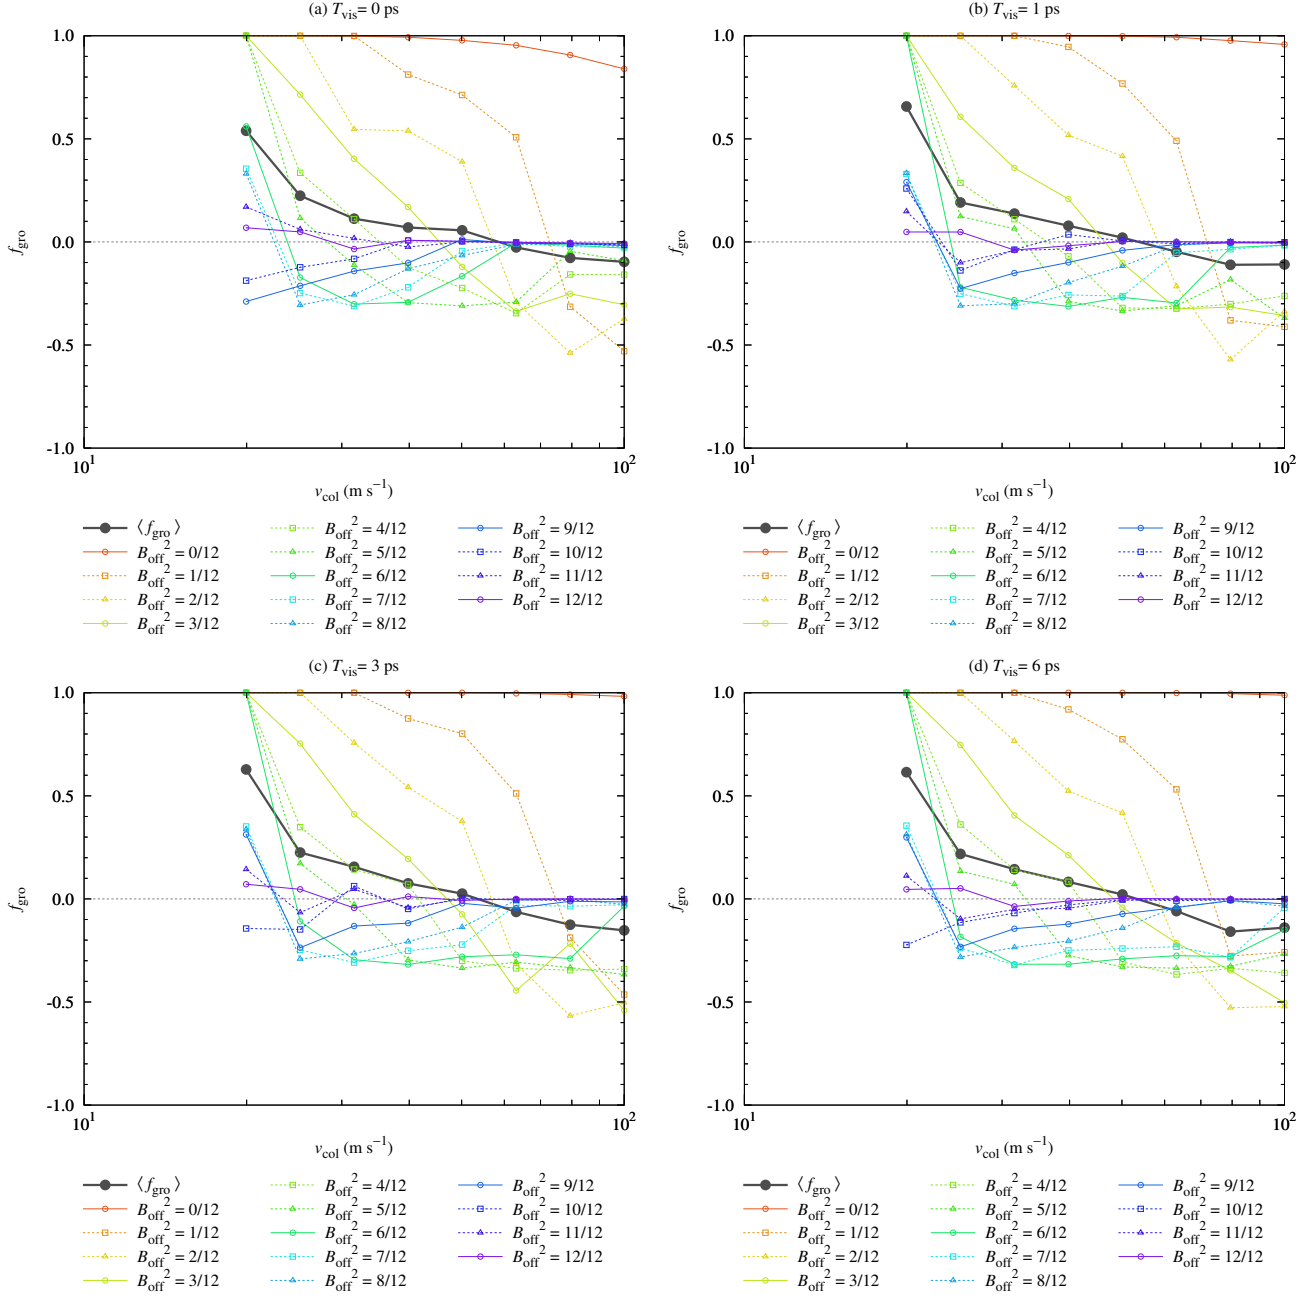 (a) T_vis = 0 ps
1.0
0.5
0.0
-0.5
-1.0
f_gro
10^1
10^2
v_col (m s^−1)
⟨ f_gro ⟩
B_off^2 = 0/12
B_off^2 = 1/12
B_off^2 = 2/12
B_off^2 = 3/12
B_off^2 = 4/12
B_off^2 = 5/12
B_off^2 = 6/12
B_off^2 = 7/12
B_off^2 = 8/12
B_off^2 = 9/12
B_off^2 = 10/12
B_off^2 = 11/12
B_off^2 = 12/12
(b) T_vis = 1 ps
1.0
0.5
0.0
-0.5
-1.0
f_gro
10^1
10^2
v_col (m s^−1)
⟨ f_gro ⟩
B_off^2 = 0/12
B_off^2 = 1/12
B_off^2 = 2/12
B_off^2 = 3/12
B_off^2 = 4/12
B_off^2 = 5/12
B_off^2 = 6/12
B_off^2 = 7/12
B_off^2 = 8/12
B_off^2 = 9/12
B_off^2 = 10/12
B_off^2 = 11/12
B_off^2 = 12/12
(c) T_vis = 3 ps
1.0
0.5
0.0
-0.5
-1.0
f_gro
10^1
10^2
v_col (m s^−1)
⟨ f_gro ⟩
B_off^2 = 0/12
B_off^2 = 1/12
B_off^2 = 2/12
B_off^2 = 3/12
B_off^2 = 4/12
B_off^2 = 5/12
B_off^2 = 6/12
B_off^2 = 7/12
B_off^2 = 8/12
B_off^2 = 9/12
B_off^2 = 10/12
B_off^2 = 11/12
B_off^2 = 12/12
(d) T_vis = 6 ps
1.0
0.5
0.0
-0.5
-1.0
f_gro
10^1
10^2
v_col (m s^−1)
⟨ f_gro ⟩
B_off^2 = 0/12
B_off^2 = 1/12
B_off^2 = 2/12
B_off^2 = 3/12
B_off^2 = 4/12
B_off^2 = 5/12
B_off^2 = 6/12
B_off^2 = 7/12
B_off^2 = 8/12
B_off^2 = 9/12
B_off^2 = 10/12
B_off^2 = 11/12
B_off^2 = 12/12